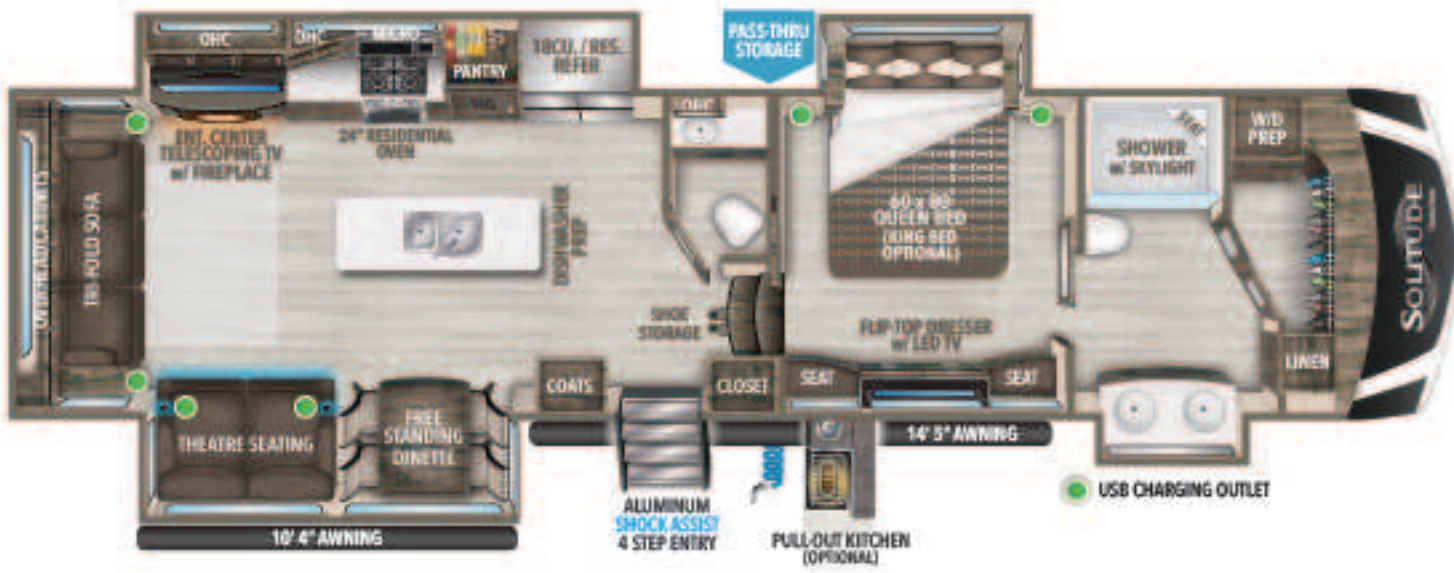 OHC
OHC
MICRO
PANTRY
18CU. / RES.
REFER
PASS-THRU
STORAGE
OHC
ENT. CENTER
TELESCOPING TV
w/ FIREPLACE
24" RESIDENTIAL
OVEN
SHOWER
w/ SKYLIGHT
SEAT
W/D
PREP
OVERHEAD CABINETS
TRI-FOLD SOFA
DISHWASHER
PREP
60 x 80
QUEEN BED
(KING BED
OPTIONAL)
SOLITUDE
SHOE
STORAGE
FLIP-TOP DRESSER
w/ LED TV
LINEN
COATS
CLOSET
SEAT
SEAT
THEATRE SEATING
FREE
STANDING
DINETTE
14' 5" AWNING
10' 4" AWNING
ALUMINUM
SHOCK ASSIST
4 STEP ENTRY
PULL-OUT KITCHEN
(OPTIONAL)
USB CHARGING OUTLET